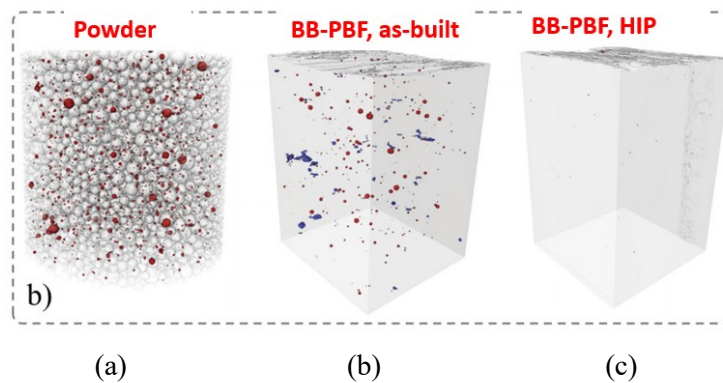 Powder
BB-PBF, as-built
BB-PBF, HIP
b)
(a)
(b)
(c)